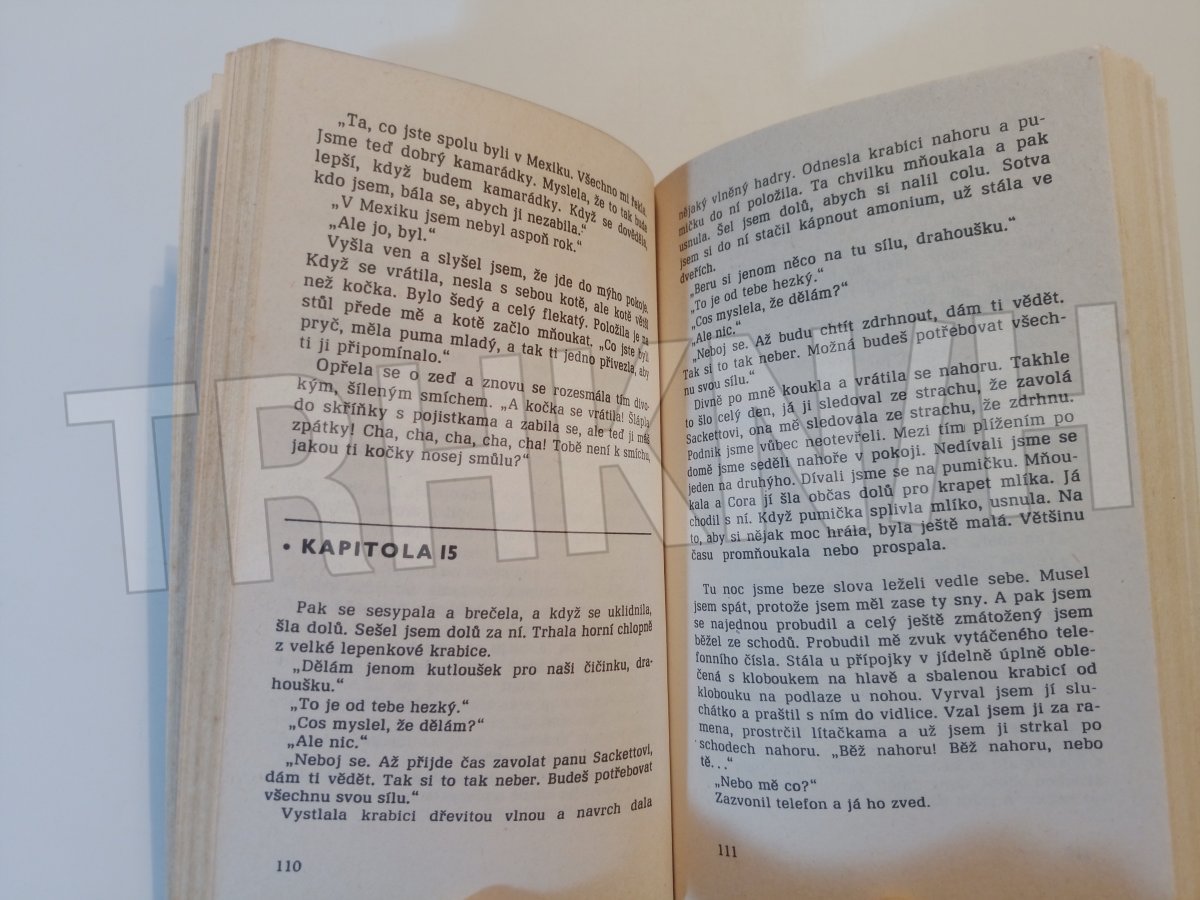 „Ta, co jste spolu byli v Mexiku. Všechno mi řekla.
Jsme teď dobrý kamarádky. Myslela, že to tak bude
lepší, když budem kamarádky. Když se dověděla,
kdo jsem, bála se, abych ji nezabila.“
„V Mexiku jsem nebyl aspoň rok.“
„Ale jo, byl.“
Vyšla ven a slyšel jsem, že jde do mýho pokoje.
Když se vrátila, nesla s sebou kotě, ale kotě větší
než kočka. Bylo šedý a celý flekatý. Položila je na
stůl přede mě a kotě začlo mňoukat. „Co jste byli
pryč, měla puma mladý, a tak ti jedno přivezla, aby
ti ji připomínalo.“
Opřela se o zeď a znovu se rozesmála tím divo-
kým, šíleným smíchem. „A kočka se vrátila! Šlápla
do skříňky s pojistkama a zabila se, ale teď ji máš
zpátky! Cha, cha, cha, cha, cha! Tobě není k smíchu,
jakou ti kočky nosej smůlu?“
• KAPITOLA 15
Pak se sesypala a brečela, a když se uklidnila,
šla dolů. Sešel jsem dolů za ní. Trhala horní chlopně
z velké lepenkové krabice.
„Dělám jenom kutloušek pro naši čičinku, dra-
houšku.“
„To je od tebe hezký.“
„Cos myslel, že dělám?“
„Ale nic.“
„Neboj se. Až přijde čas zavolat panu Sackettovi,
dám ti vědět. Tak si to tak neber. Budeš potřebovat
všechnu svou sílu.“
Vystlala krabici dřevitou vlnou a navrch dala
110
nějaký vlněný hadry. Odnesla krabici nahoru a pu-
mičku do ní položila. Ta chvilku mňoukala a pak
usnula. Šel jsem dolů, abych si nalil colu. Sotva
jsem si do ní stačil kápnout amonium, už stála ve
dveřích.
„Beru si jenom něco na tu sílu, drahoušku.“
„To je od tebe hezký.“
„Cos myslela, že dělám?“
„Ale nic.“
„Neboj se. Až budu chtít zdrhnout, dám ti vědět.
Tak si to tak neber. Možná budeš potřebovat všech-
nu svou sílu.“
Divně po mně koukla a vrátila se nahoru. Takhle
to šlo celý den, já ji sledoval ze strachu, že zavolá
Sackettovi, ona mě sledovala ze strachu, že zdrhnu.
Podnik jsme vůbec neotevřeli. Mezi tím plížením po
domě jsme seděli nahoře v pokoji. Nedívali jsme se
jeden na druhýho. Dívali jsme se na pumičku. Mňou-
kala a Cora jí šla občas dolů pro krapet mlíka. Já
chodil s ní. Když pumička splivla mlíko, usnula. Na
to, aby si nějak moc hrála, byla ještě malá. Většinu
času promňoukala nebo prospala.
Tu noc jsme beze slova leželi vedle sebe. Musel
jsem spát, protože jsem měl zase ty sny. A pak jsem
se najednou probudil a celý ještě zmátožený jsem
běžel ze schodů. Probudil mě zvuk vytáčeného tele-
fonního čísla. Stála u přípojky v jídelně úplně oble-
čená s kloboukem na hlavě a sbalenou krabicí od
klobouku na podlaze u nohou. Vyrval jsem jí slu-
chátko a praštil s ním do vidlice. Vzal jsem ji za ra-
mena, prostrčil lítačkama a už jsem ji strkal po
schodech nahoru. „Běž nahoru! Běž nahoru, nebo
tě...“
„Nebo mě co?“
Zazvonil telefon a já ho zved.
111
TRHKNIH